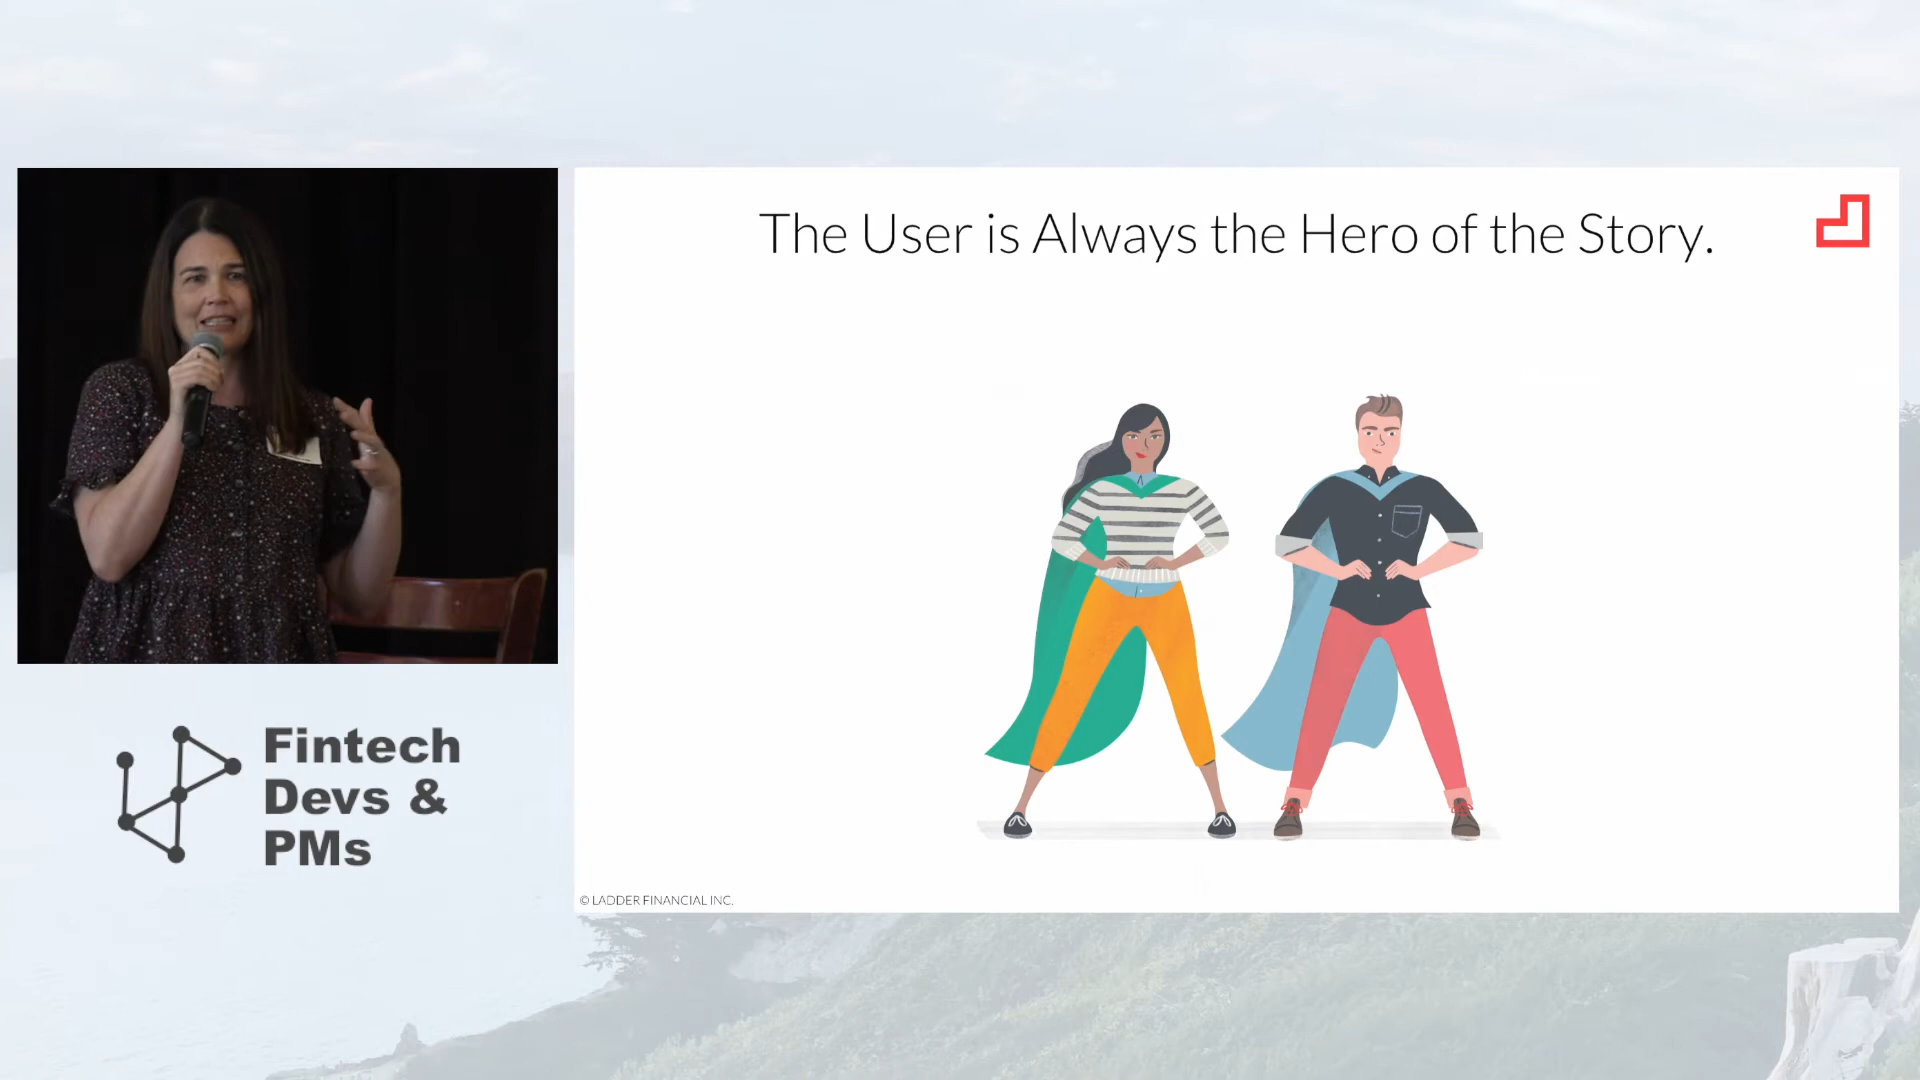 The User is Always the Hero of the Story.
Fintech
Devs &
PMs
© LADDER FINANCIAL INC.